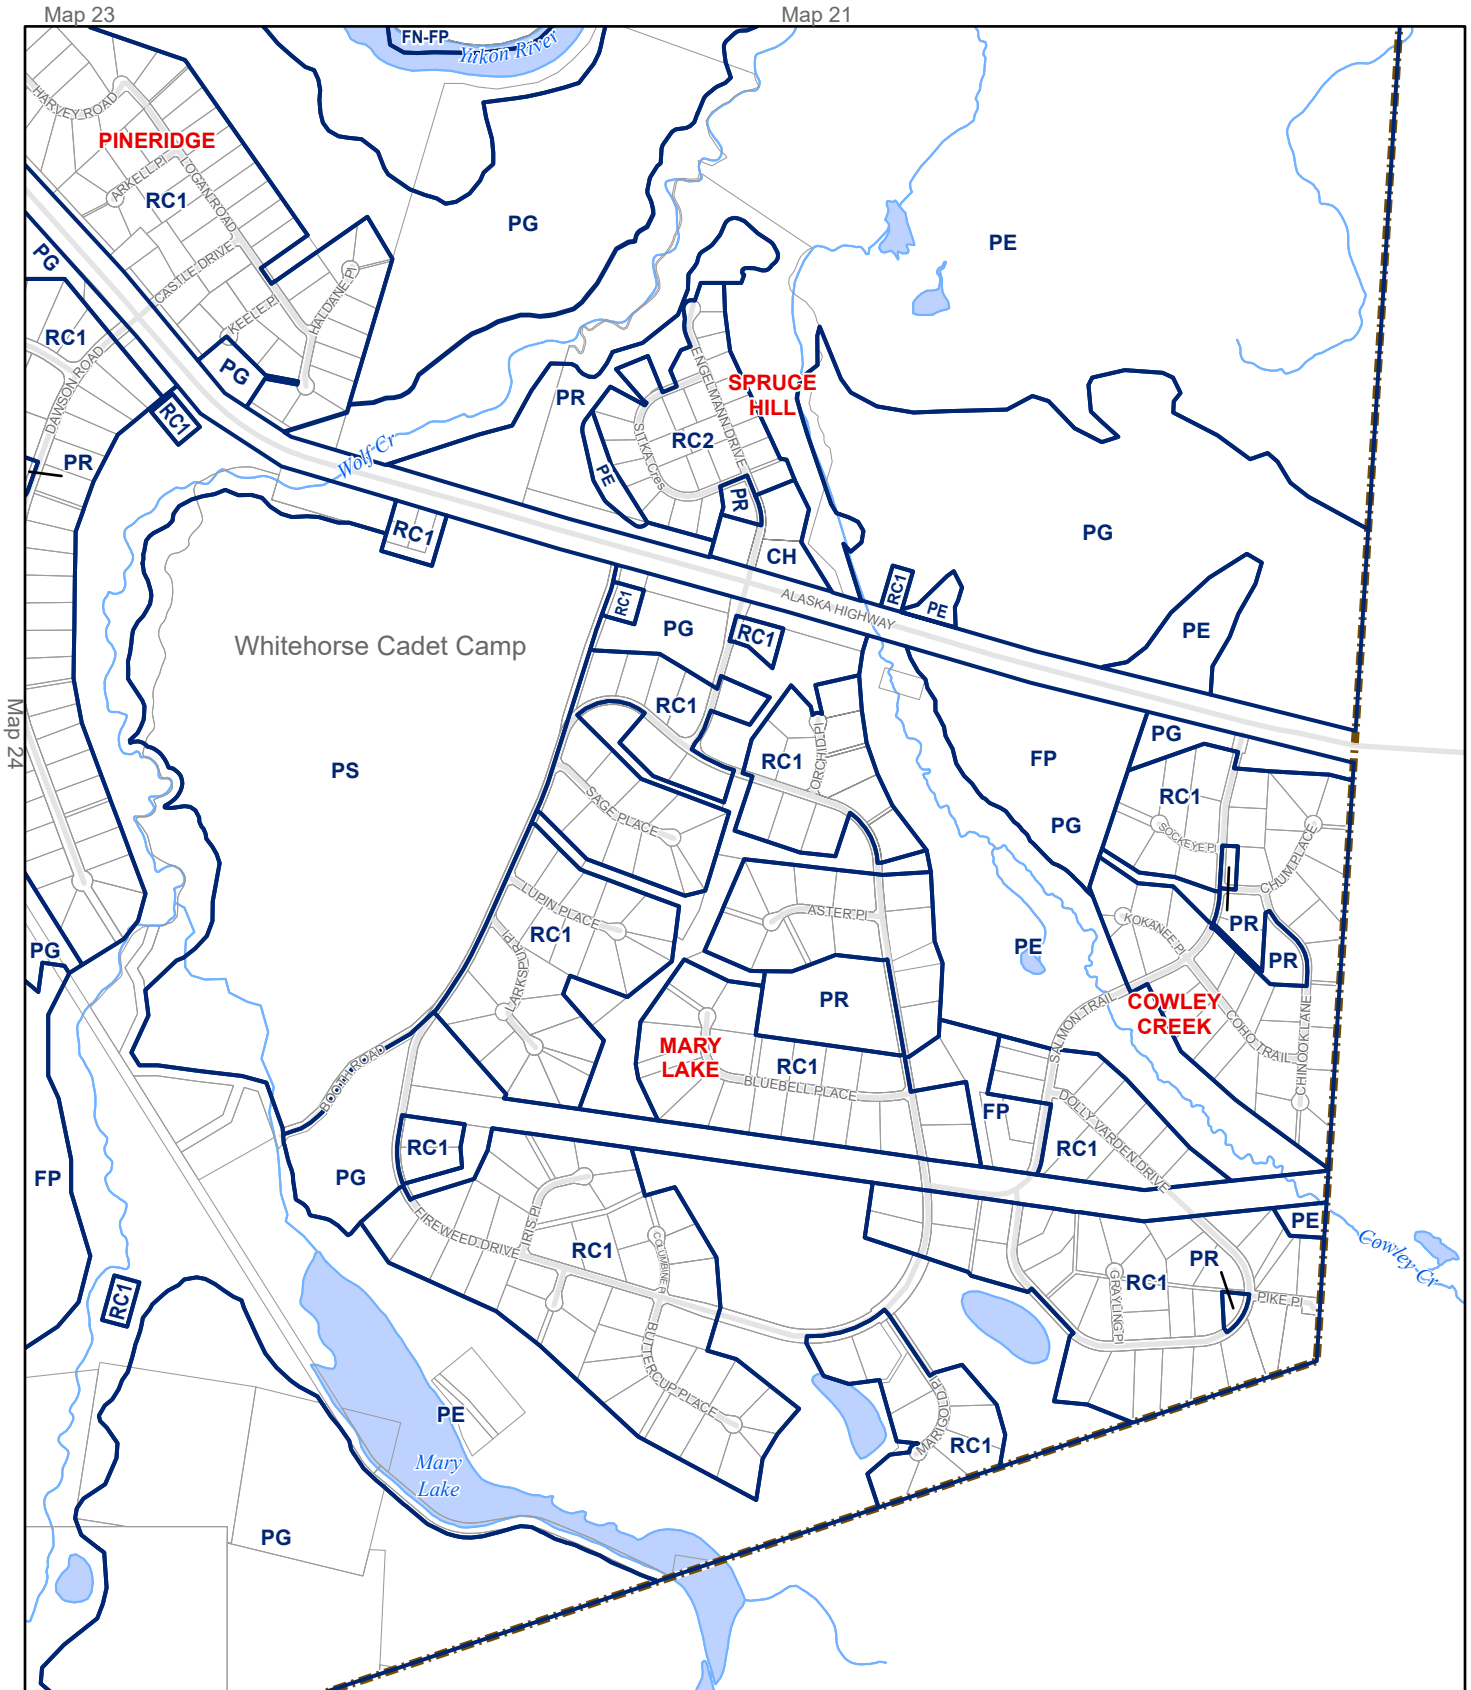 Map 23
Map 21
FN-FP
Yukon River
HARVEY ROAD
PINERIDGE
ARKELL Pl
LOGAN ROAD
RC1
PG
PE
PG
CASTLE DRIVE
HALDANE Pl
KEELE Pl
RC1
DAWSON ROAD
PG
RC1
PR
SPRUCE
HILL
ENGELMANN DRIVE
PR
SITKA Cres
RC2
Wolf Cr
PE
PR
RC1
CH
PG
ALASKA HIGHWAY
RC1
PE
RC1
PG
RC1
PE
Whitehorse Cadet Camp
Map 24
RC1
ORCHID Pl
RC1
PG
FP
PS
RC1
SAGE PLACE
PG
SOCKEYE Pl
CHUM PLACE
LUPIN PLACE
RC1
ASTER Pl
KOKANEE Pl
PR
PR
PG
LARKSPUR Pl
PE
PR
SALMON TRAIL
COWLEY
CREEK
COHO TRAIL
CHINOOK LANE
MARY
LAKE
RC1
BLUEBELL PLACE
BOOTH ROAD
FP
DOLLY VARDEN DRIVE
RC1
RC1
FP
PG
FIREWEED DRIVE
IRIS Pl
RC1
COLUMBINE Pl
PE
Cowley Cr
PR
GRAYLING Pl
RC1
PIKE Pl
RC1
BUTTERCUP PLACE
PE
MARIGOLD Pl
RC1
Mary
Lake
PG